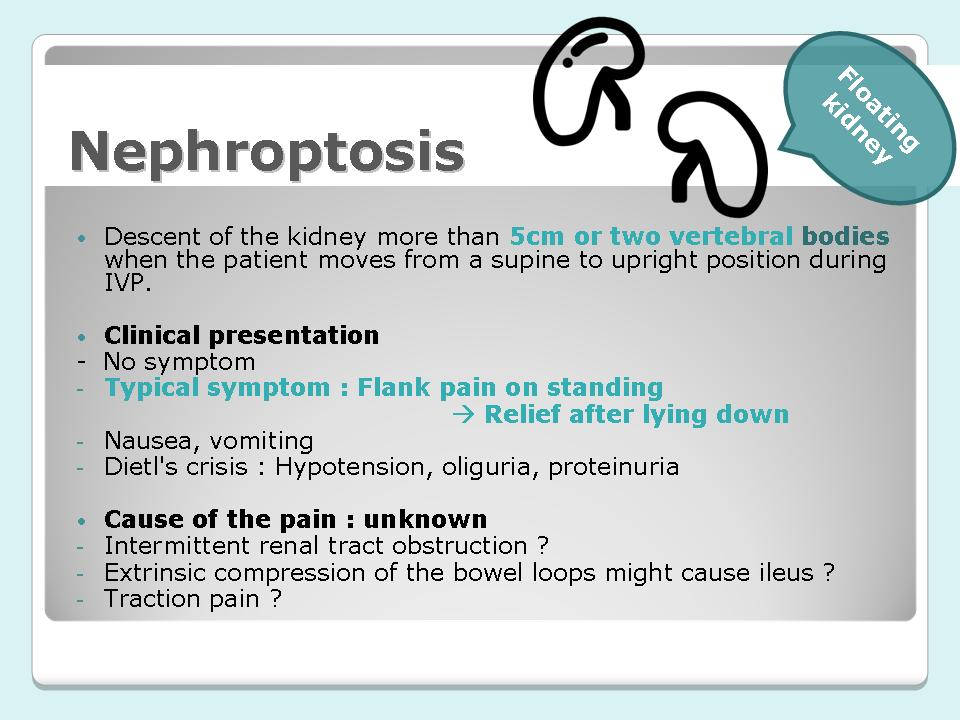 Floating
kidney
Nephroptosis
• Descent of the kidney more than 5cm or two vertebral bodies
when the patient moves from a supine to upright position during
IVP.
• Clinical presentation
- No symptom
- Typical symptom : Flank pain on standing
→ Relief after lying down
- Nausea, vomiting
- Dietl's crisis : Hypotension, oliguria, proteinuria
• Cause of the pain : unknown
- Intermittent renal tract obstruction ?
- Extrinsic compression of the bowel loops might cause ileus ?
- Traction pain ?